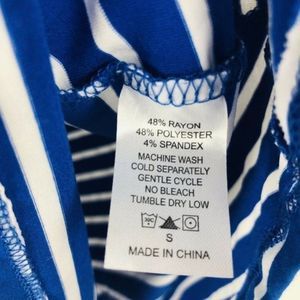 48% RAYON
48% POLYESTER
4% SPANDEX
MACHINE WASH
COLD SEPARATELY
GENTLE CYCLE
NO BLEACH
TUMBLE DRY LOW
S
MADE IN CHINA